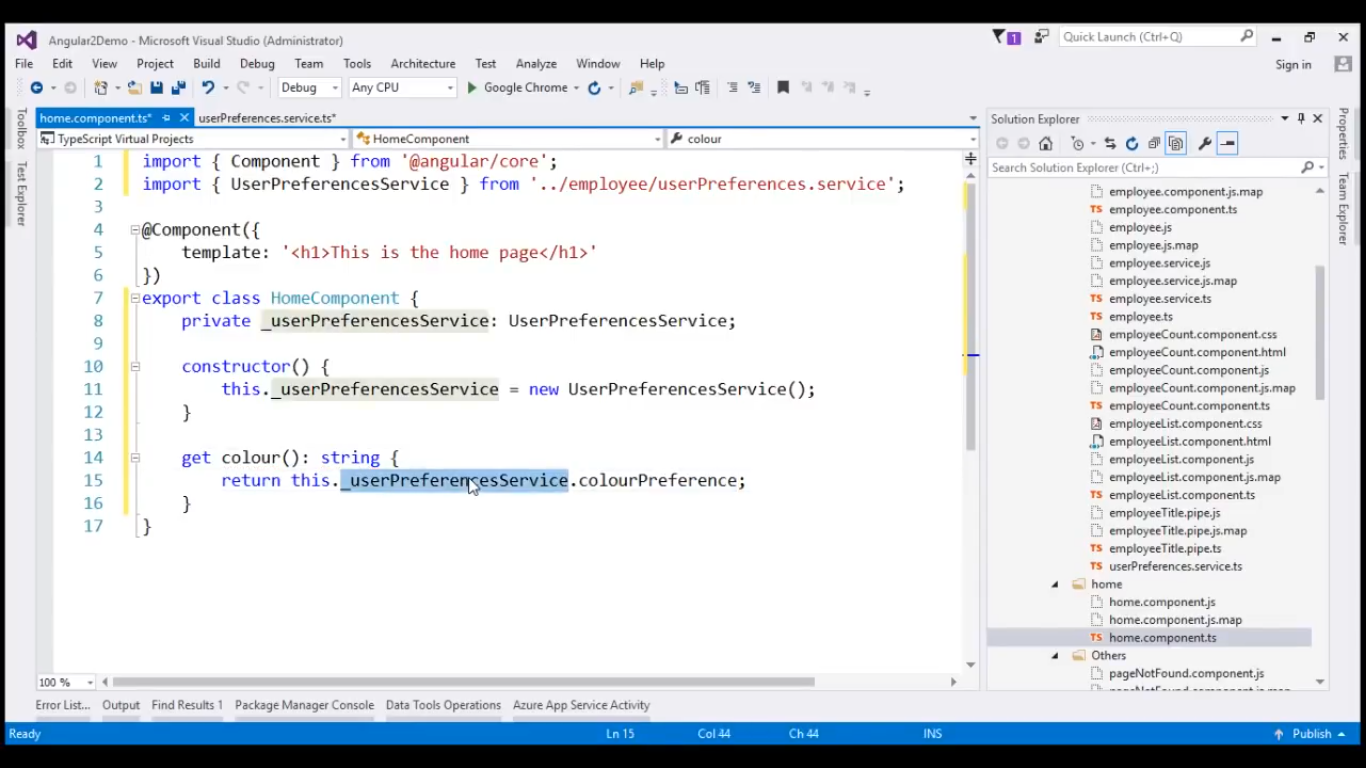 Angular2Demo - Microsoft Visual Studio (Administrator)
1
Quick Launch (Ctrl+Q)
File Edit View Project Build Debug Team Tools Architecture Test Analyze Window Help
Sign in
Debug Any CPU Google Chrome
Toolbox
Test Explorer
home.component.ts* userPreferences.service.ts*
TypeScript Virtual Projects HomeComponent colour
1 import { Component } from '@angular/core';
2 import { UserPreferencesService } from '../employee/userPreferences.service';
3
4 @Component({
5 template: '<h1>This is the home page</h1>'
6 })
7 export class HomeComponent {
8 private _userPreferencesService: UserPreferencesService;
9
10 constructor() {
11 this._userPreferencesService = new UserPreferencesService();
12 }
13
14 get colour(): string {
15 return this._userPreferencesService.colourPreference;
16 }
17 }
100 %
Solution Explorer
Search Solution Explorer (Ctrl+;)
employee.component.js.map
TS employee.component.ts
employee.js
employee.js.map
employee.service.js
employee.service.js.map
TS employee.service.ts
TS employee.ts
employeeCount.component.css
employeeCount.component.html
employeeCount.component.js
employeeCount.component.js.map
TS employeeCount.component.ts
employeeList.component.css
employeeList.component.html
employeeList.component.js
employeeList.component.js.map
TS employeeList.component.ts
employeeTitle.pipe.js
employeeTitle.pipe.js.map
TS employeeTitle.pipe.ts
TS userPreferences.service.ts
home
home.component.js
home.component.js.map
TS home.component.ts
Others
pageNotFound.component.js
Properties
Team Explorer
Error List... Output Find Results 1 Package Manager Console Data Tools Operations Azure App Service Activity
Ready Ln 15 Col 44 Ch 44 INS Publish